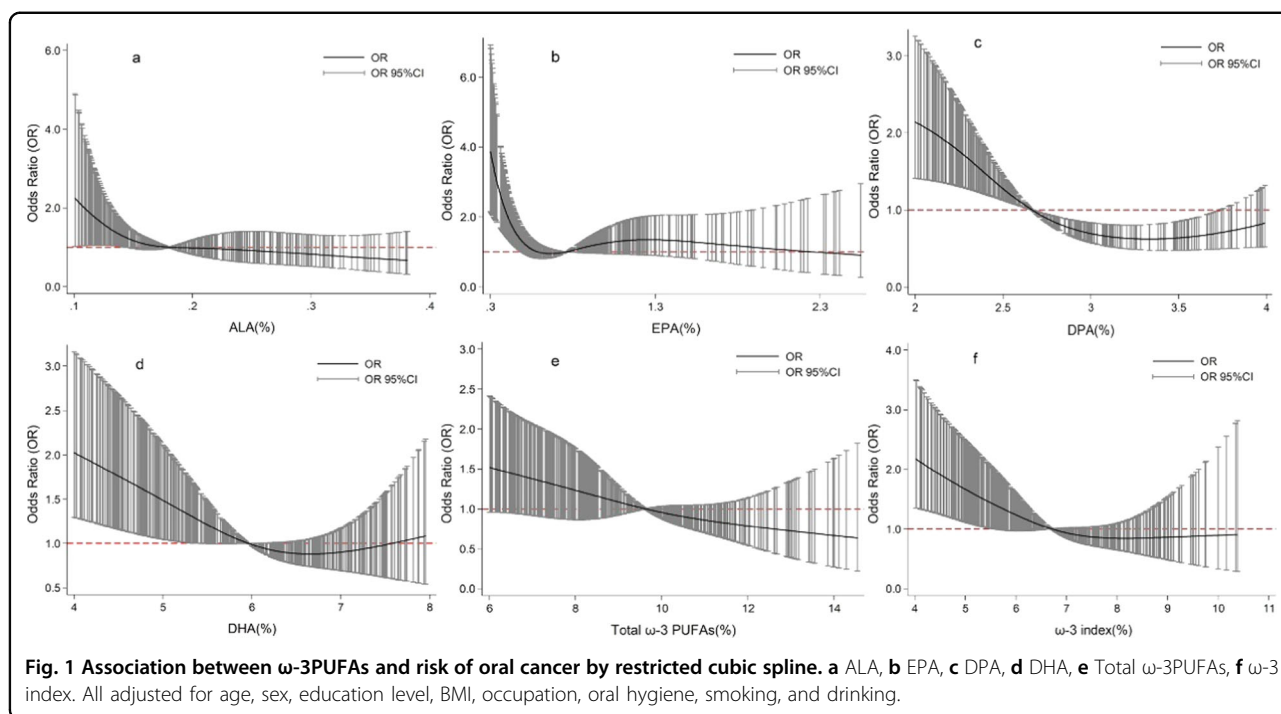 a
OR
OR 95%CI
Odds Ratio (OR)
6.0
4.0
2.0
1.0
0.0
.1
.2
.3
.4
ALA(%)
b
OR
OR 95%CI
Odds Ratio (OR)
6.0
4.0
2.0
1.0
0.0
.3
1.3
2.3
EPA(%)
c
OR
OR 95%CI
Odds Ratio (OR)
3.0
2.0
1.0
0.0
2
2.5
3
3.5
4
DPA(%)
d
OR
OR 95%CI
Odds Ratio (OR)
3.0
2.5
2.0
1.5
1.0
0.5
4
5
6
7
8
DHA(%)
e
OR
OR 95%CI
Odds Ratio (OR)
3.0
2.5
2.0
1.5
1.0
0.5
0.0
6
8
10
12
14
Total ω-3 PUFAs(%)
f
OR
OR 95%CI
Odds Ratio (OR)
4.0
3.0
2.0
1.0
0.0
4
5
6
7
8
9
10
11
ω-3 index(%)
Fig. 1 Association between ω-3PUFAs and risk of oral cancer by restricted cubic spline. a ALA, b EPA, c DPA, d DHA, e Total ω-3PUFAs, f ω-3
index. All adjusted for age, sex, education level, BMI, occupation, oral hygiene, smoking, and drinking.